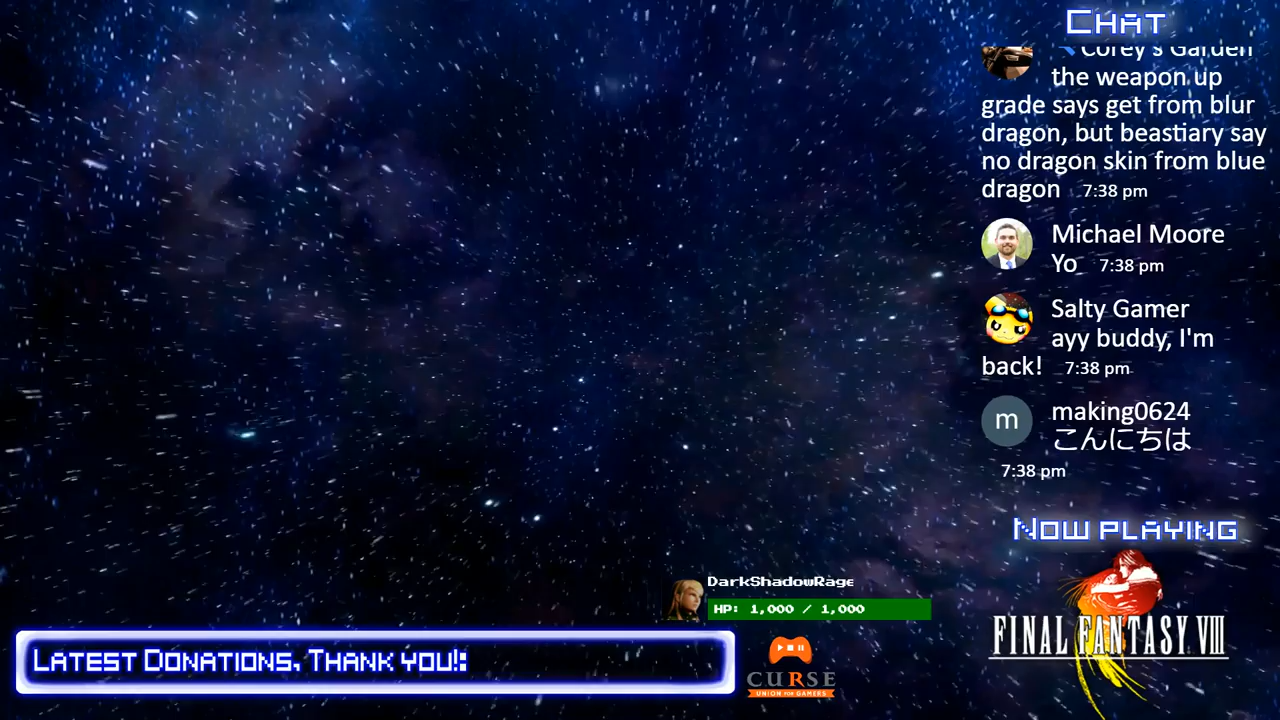 CHAT
Corey's Garden
the weapon up
grade says get from blur
dragon, but beastiary say
no dragon skin from blue
dragon 7:38 pm
Michael Moore
Yo 7:38 pm
Salty Gamer
ayy buddy, I'm
back! 7:38 pm
m
making0624
こんにちは
7:38 pm
NOW PLAYING
FINAL FANTASY VIII
DarkShadowRage
HP: 1,000 / 1,000
LATEST DONATIONS, THANK YOU!:
CURSE
UNION FOR GAMERS